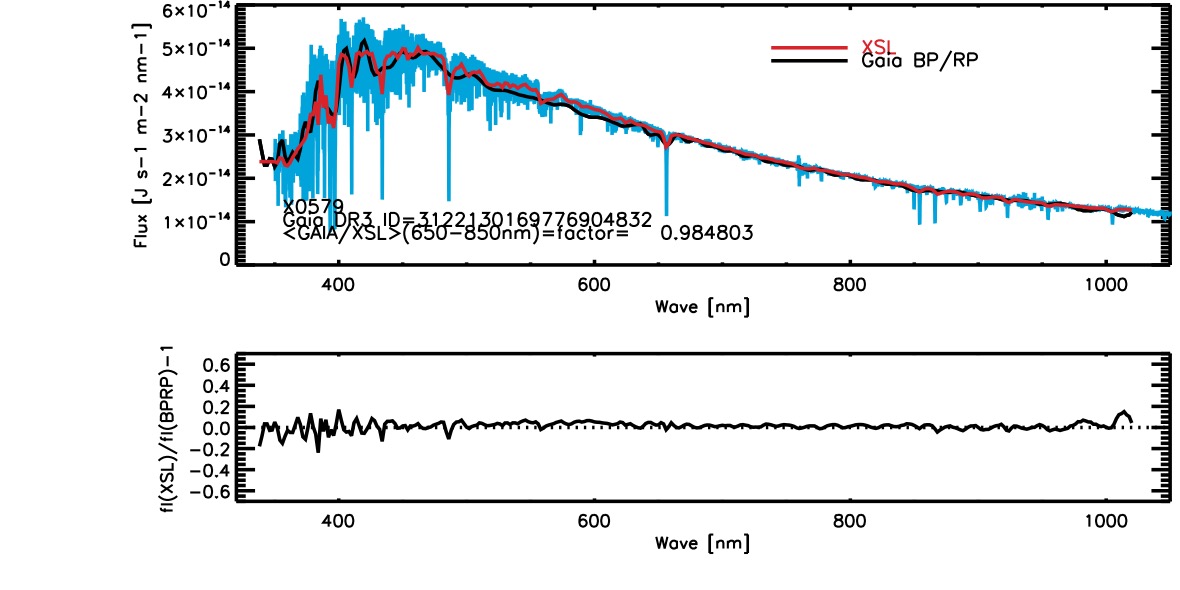 6×10⁻¹⁴
5×10⁻¹⁴
4×10⁻¹⁴
3×10⁻¹⁴
2×10⁻¹⁴
1×10⁻¹⁴
0
Flux [J s−1 m−2 nm−1]
XSL
Gaia BP/RP
X0579
Gaia DR3 ID=3122130169776904832
<GAIA/XSL>(650−850nm)=factor= 0.984803
400 600 800 1000
Wave [nm]
0.6
0.4
0.2
0.0
−0.2
−0.4
−0.6
fl(XSL)/fl(BPRP)−1
400 600 800 1000
Wave [nm]